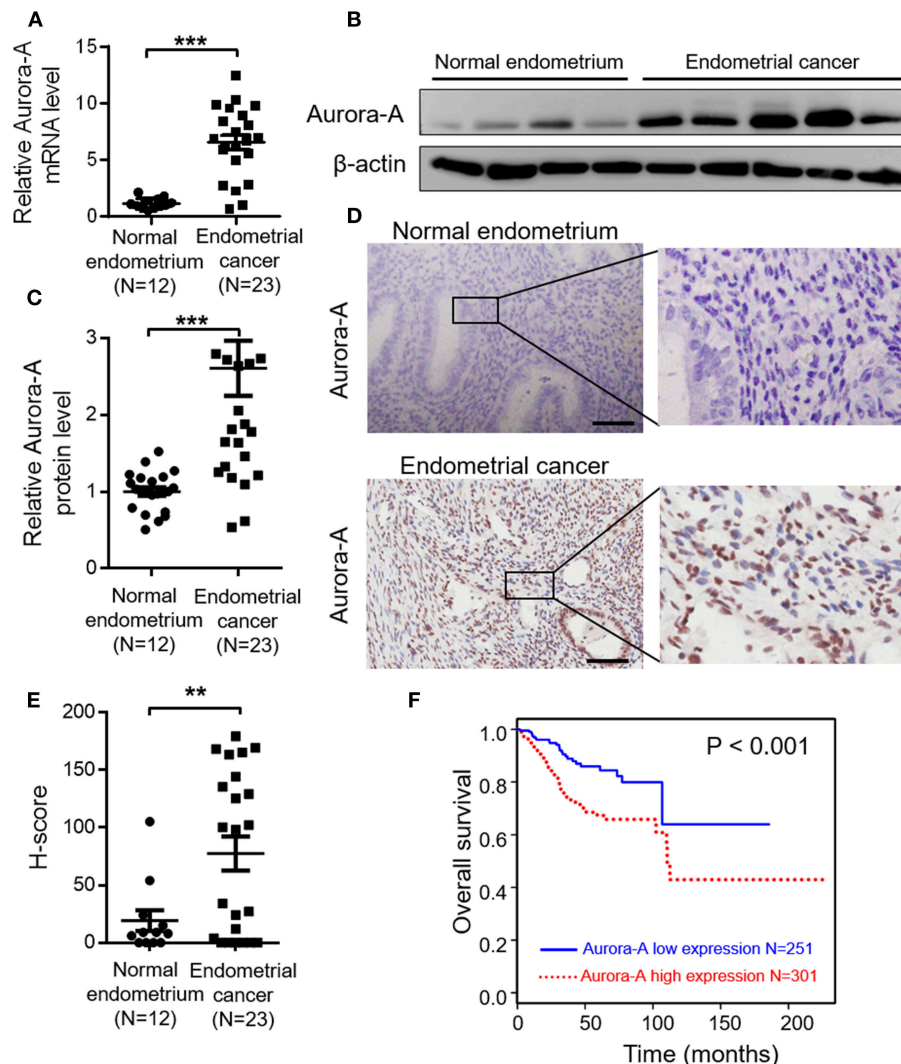 A
Relative Aurora-A
mRNA level
15
10
5
0
***
Normal
endometrium
(N=12)
Endometrial
cancer
(N=23)
B
Normal endometrium
Endometrial cancer
Aurora-A
β-actin
C
Relative Aurora-A
protein level
3
2
1
0
***
Normal
endometrium
(N=12)
Endometrial
cancer
(N=23)
D
Normal endometrium
Aurora-A
Endometrial cancer
Aurora-A
E
H-score
200
150
100
50
0
**
Normal
endometrium
(N=12)
Endometrial
cancer
(N=23)
F
Overall survival
1.0
0.8
0.6
0.4
0.2
0.0
P < 0.001
Aurora-A low expression N=251
Aurora-A high expression N=301
0 50 100 150 200
Time (months)